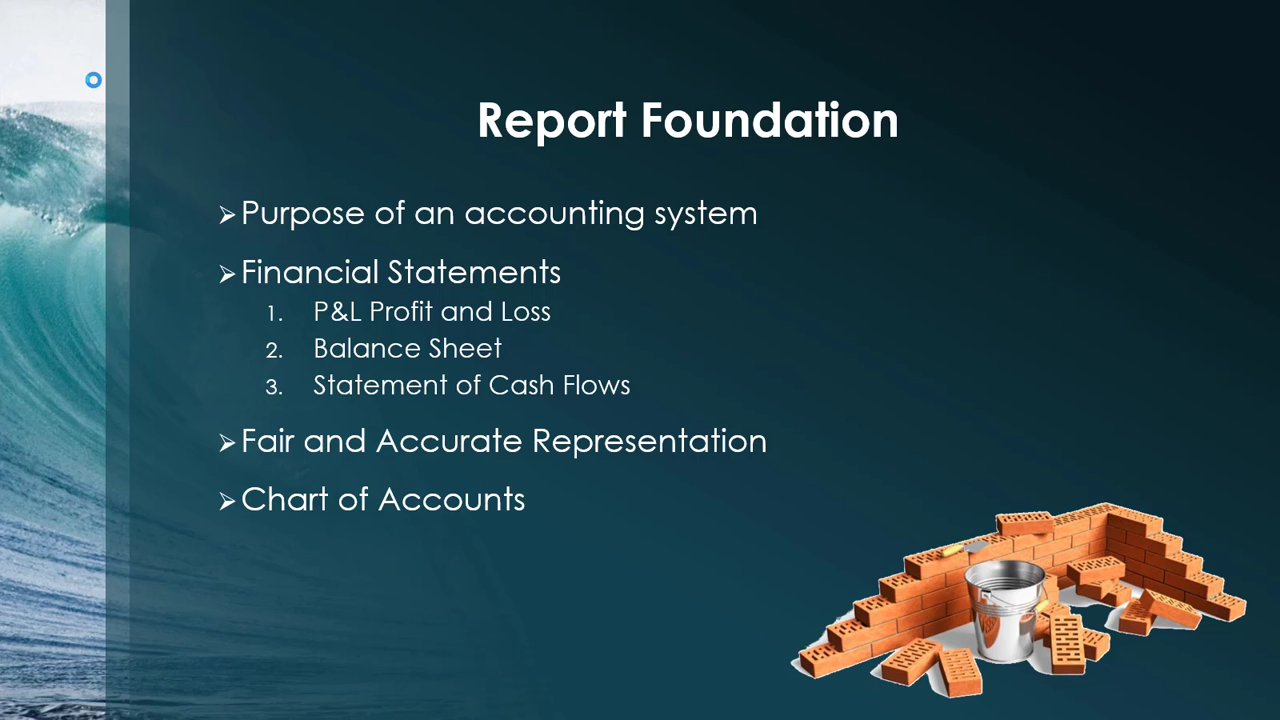 Report Foundation
➢Purpose of an accounting system
➢Financial Statements
1. P&L Profit and Loss
2. Balance Sheet
3. Statement of Cash Flows
➢Fair and Accurate Representation
➢Chart of Accounts